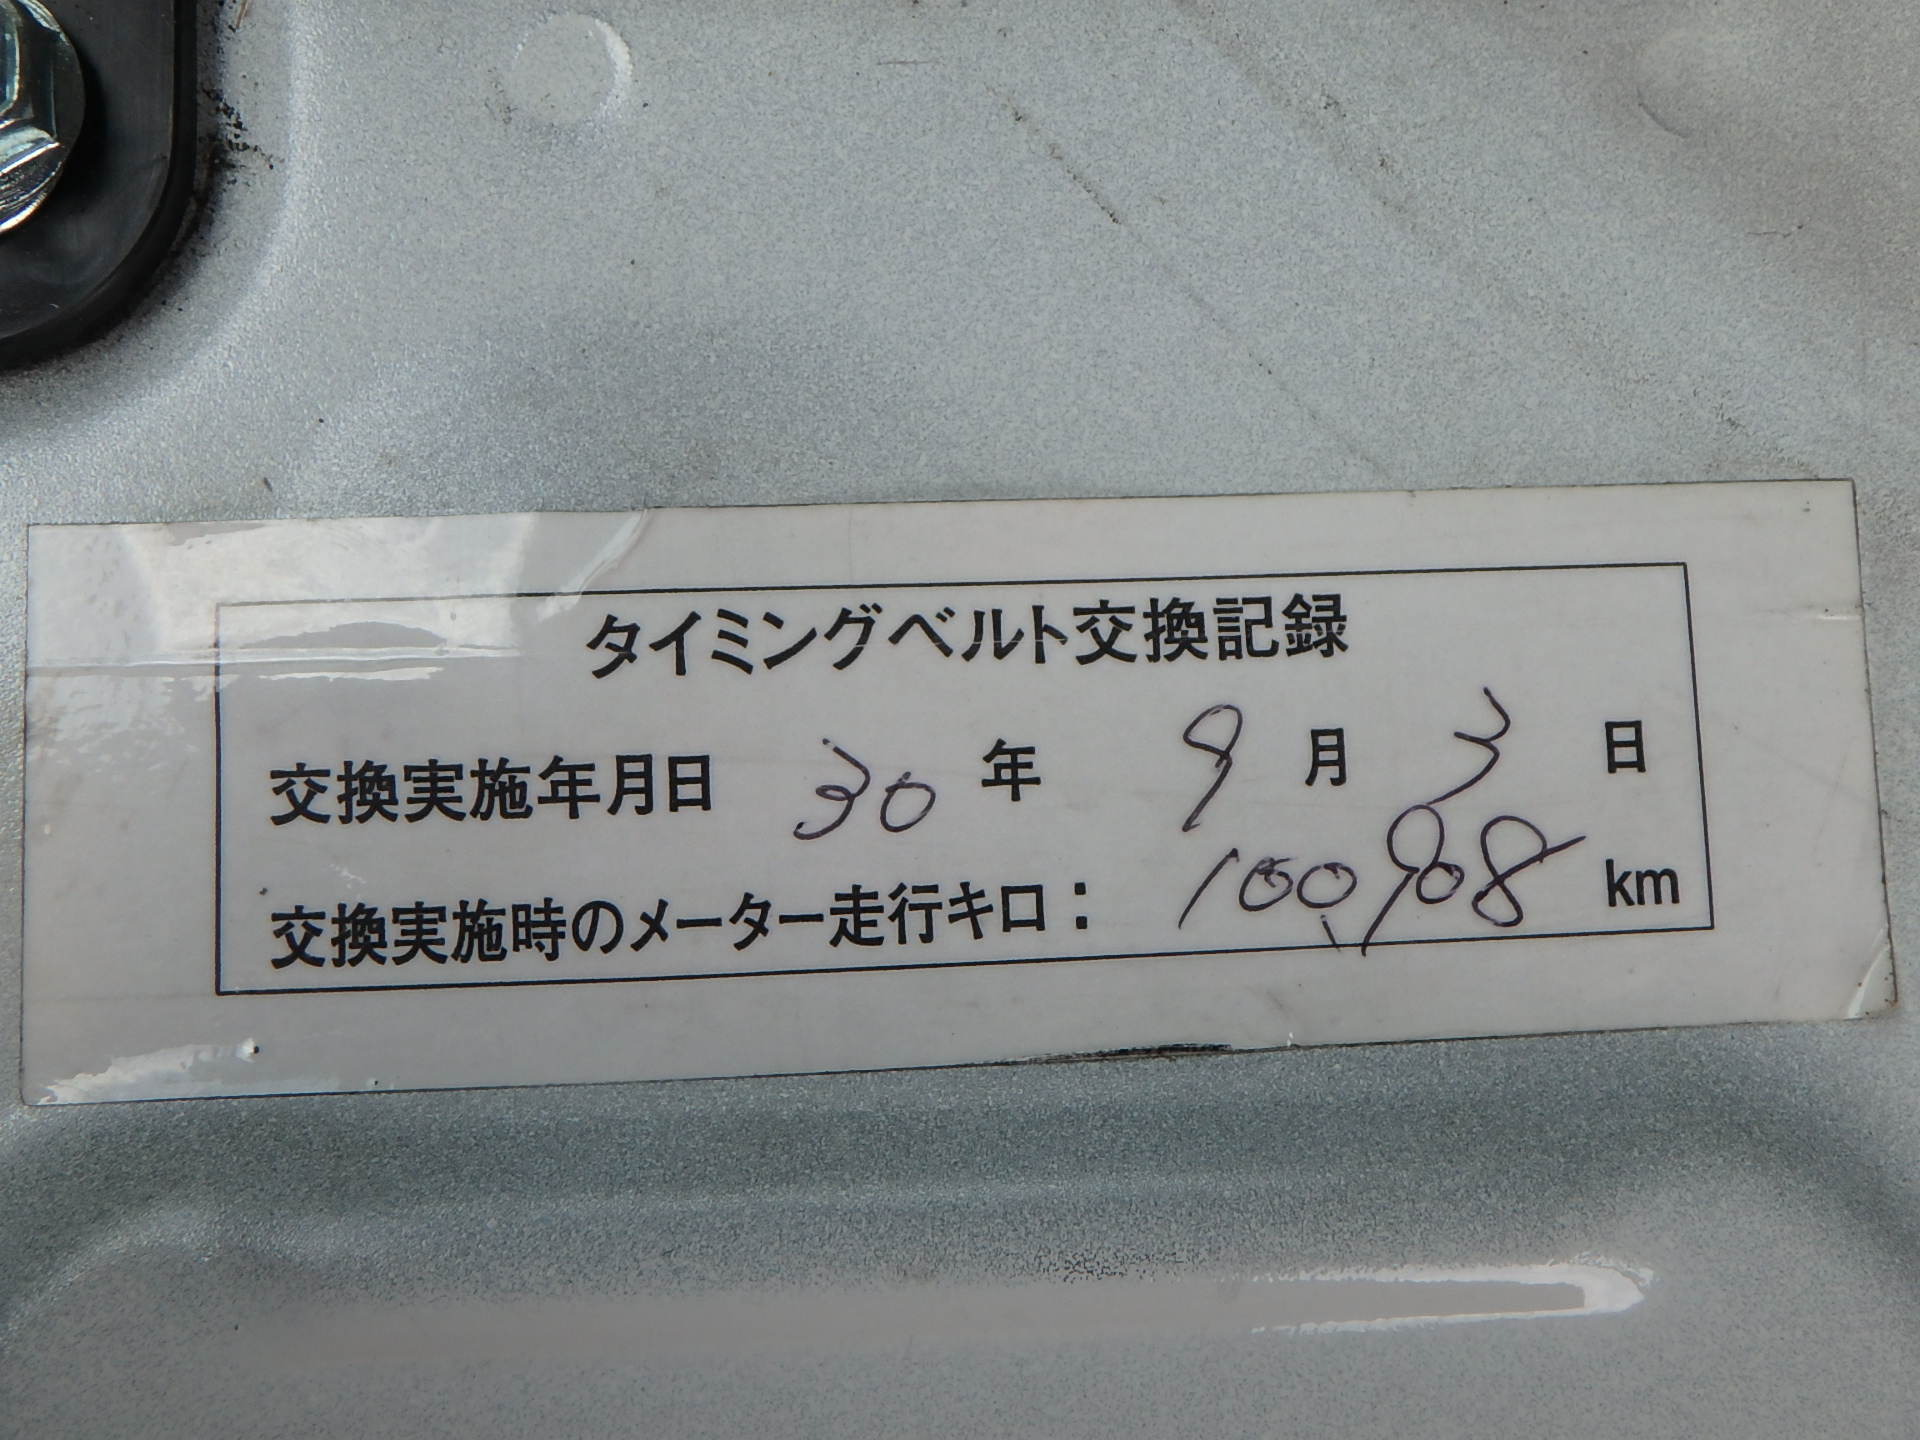 タイミングベルト交換記録
交換実施年月日 30 年 9 月 3 日
交換実施時のメーター走行キロ： 100,908 km